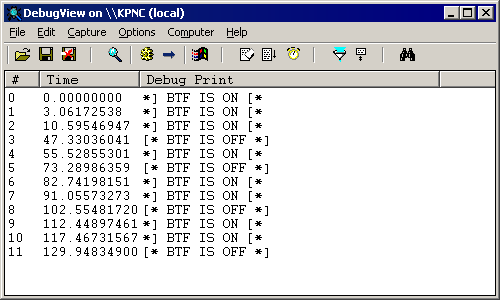 DebugView on \\KPNC (local)
File Edit Capture Options Computer Help
# Time Debug Print
0 0.00000000 *] BTF IS ON [*
1 3.06172538 *] BTF IS ON [*
2 10.59546947 *] BTF IS ON [*
3 47.33036041 [* BTF IS OFF *]
4 55.52855301 *] BTF IS ON [*
5 73.28986359 [* BTF IS OFF *]
6 82.74198151 *] BTF IS ON [*
7 91.05573273 *] BTF IS ON [*
8 102.55481720 [* BTF IS OFF *]
9 112.44897461 *] BTF IS ON [*
10 117.46731567 *] BTF IS ON [*
11 129.94834900 [* BTF IS OFF *]